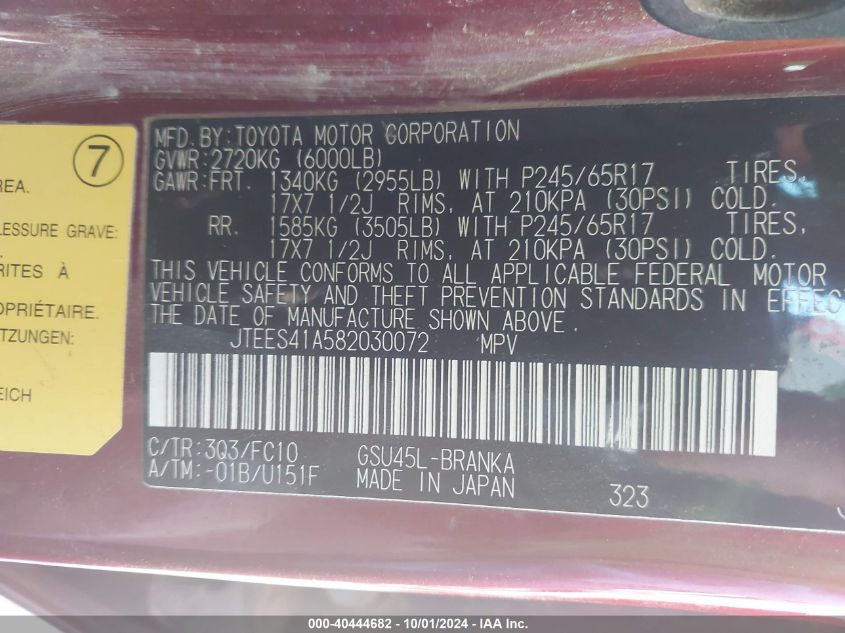 7
REA.
LESSURE GRAVE:
RITES À
OPRIÉTAIRE.
TZUNGEN:
EICH
MFD. BY: TOYOTA MOTOR CORPORATION
GVWR: 2720KG (6000LB)
GAWR: FRT. 1340KG (2955LB) WITH P245/65R17 TIRES,
17X7 1/2J RIMS, AT 210KPA (30PSI) COLD.
RR. 1585KG (3505LB) WITH P245/65R17 TIRES,
17X7 1/2J RIMS, AT 210KPA (30PSI) COLD.
THIS VEHICLE CONFORMS TO ALL APPLICABLE FEDERAL MOTOR
VEHICLE SAFETY AND THEFT PREVENTION STANDARDS IN EFFECT
THE DATE OF MANUFACTURE SHOWN ABOVE.
JTEES41A582030072 MPV
C/TR: 3Q3/FC10 GSU45L-BRANKA
A/TM: -01B/U151F MADE IN JAPAN 323
000-40444682 - 10/01/2024 - IAA Inc.